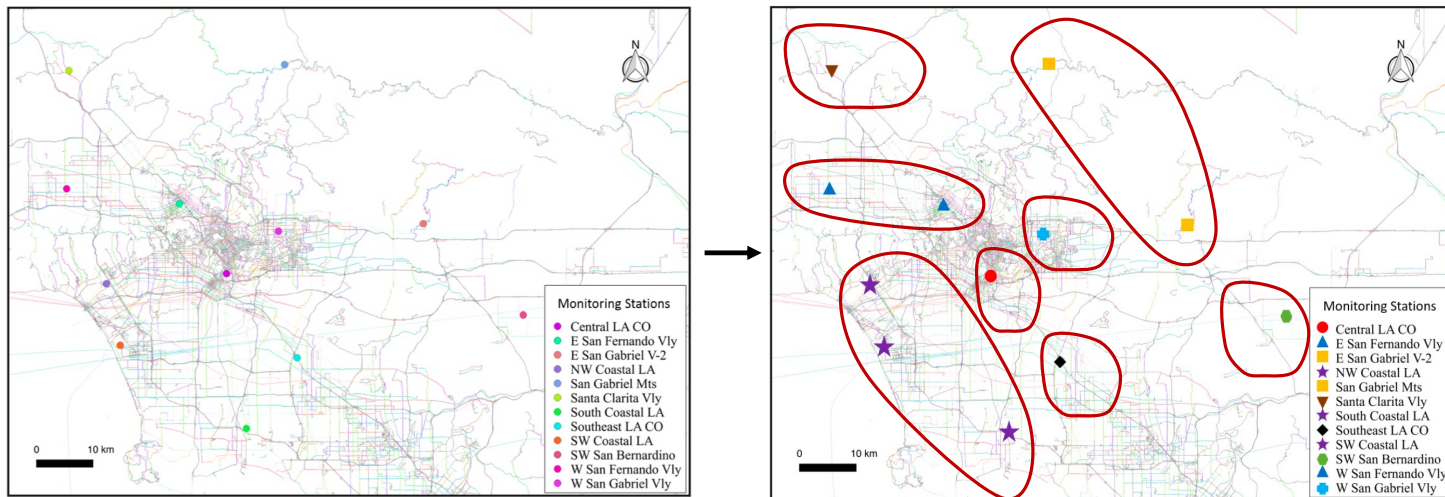 N
Monitoring Stations
Central LA CO
E San Fernando Vly
E San Gabriel V-2
NW Coastal LA
San Gabriel Mts
Santa Clarita Vly
South Coastal LA
Southeast LA CO
SW Coastal LA
SW San Bernardino
W San Fernando Vly
W San Gabriel Vly
0 10 km
N
Monitoring Stations
Central LA CO
E San Fernando Vly
E San Gabriel V-2
NW Coastal LA
San Gabriel Mts
Santa Clarita Vly
South Coastal LA
Southeast LA CO
SW Coastal LA
SW San Bernardino
W San Fernando Vly
W San Gabriel Vly
0 10 km